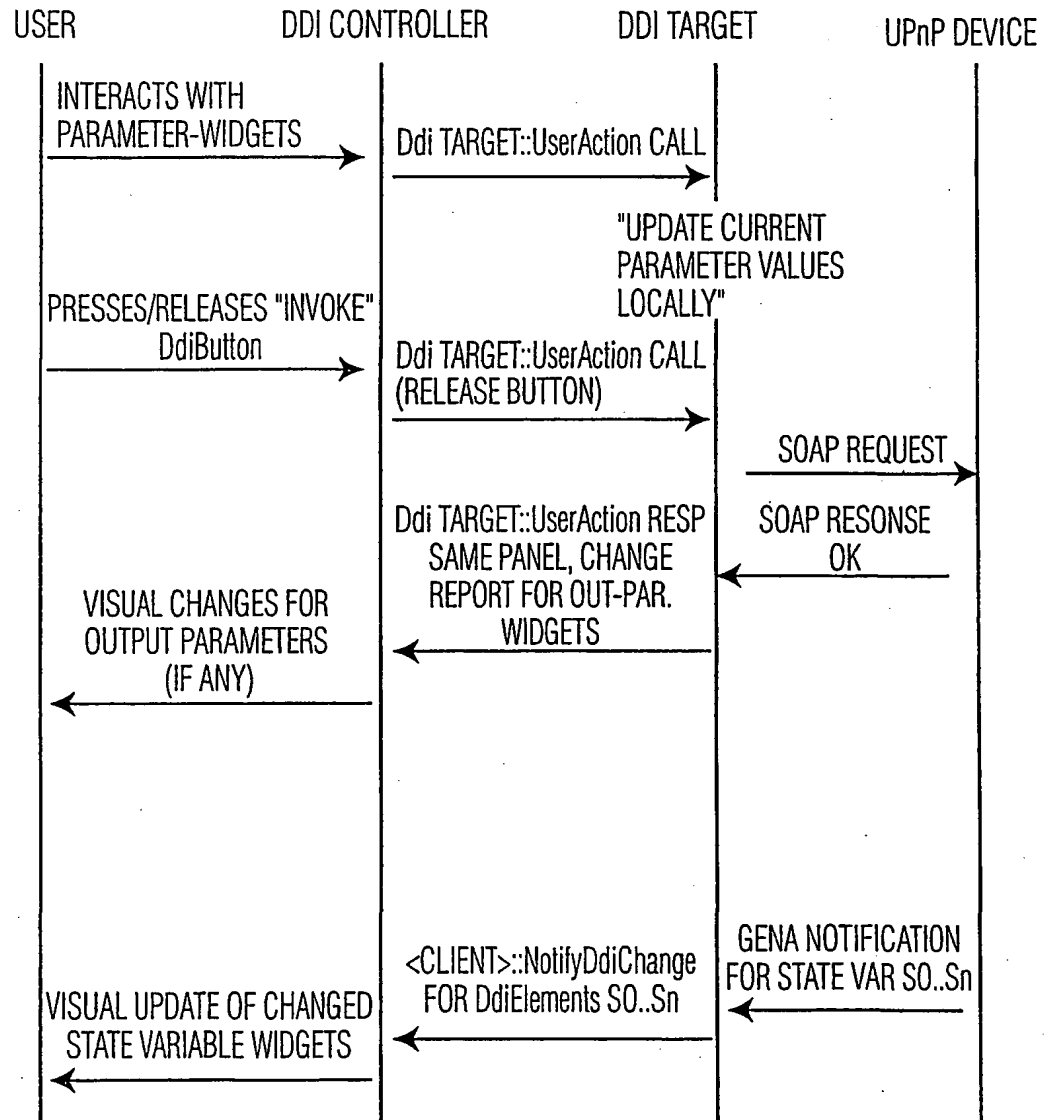 USER
DDI CONTROLLER
DDI TARGET
UPnP DEVICE
INTERACTS WITH
PARAMETER-WIDGETS
Ddi TARGET::UserAction CALL
"UPDATE CURRENT
PARAMETER VALUES
LOCALLY"
PRESSES/RELEASES "INVOKE"
DdiButton
Ddi TARGET::UserAction CALL
(RELEASE BUTTON)
SOAP REQUEST
SOAP RESONSE
OK
Ddi TARGET::UserAction RESP
SAME PANEL, CHANGE
REPORT FOR OUT-PAR.
WIDGETS
VISUAL CHANGES FOR
OUTPUT PARAMETERS
(IF ANY)
GENA NOTIFICATION
FOR STATE VAR SO..Sn
<CLIENT>::NotifyDdiChange
FOR DdiElements SO..Sn
VISUAL UPDATE OF CHANGED
STATE VARIABLE WIDGETS